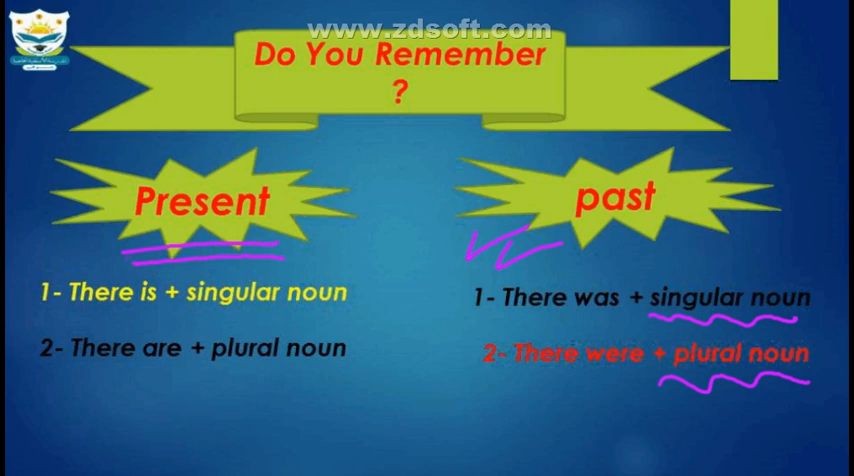 www.zdsoft.com
Do You Remember
?
Present
past
1- There is + singular noun
2- There are + plural noun
1- There was + singular noun
2- There were + plural noun